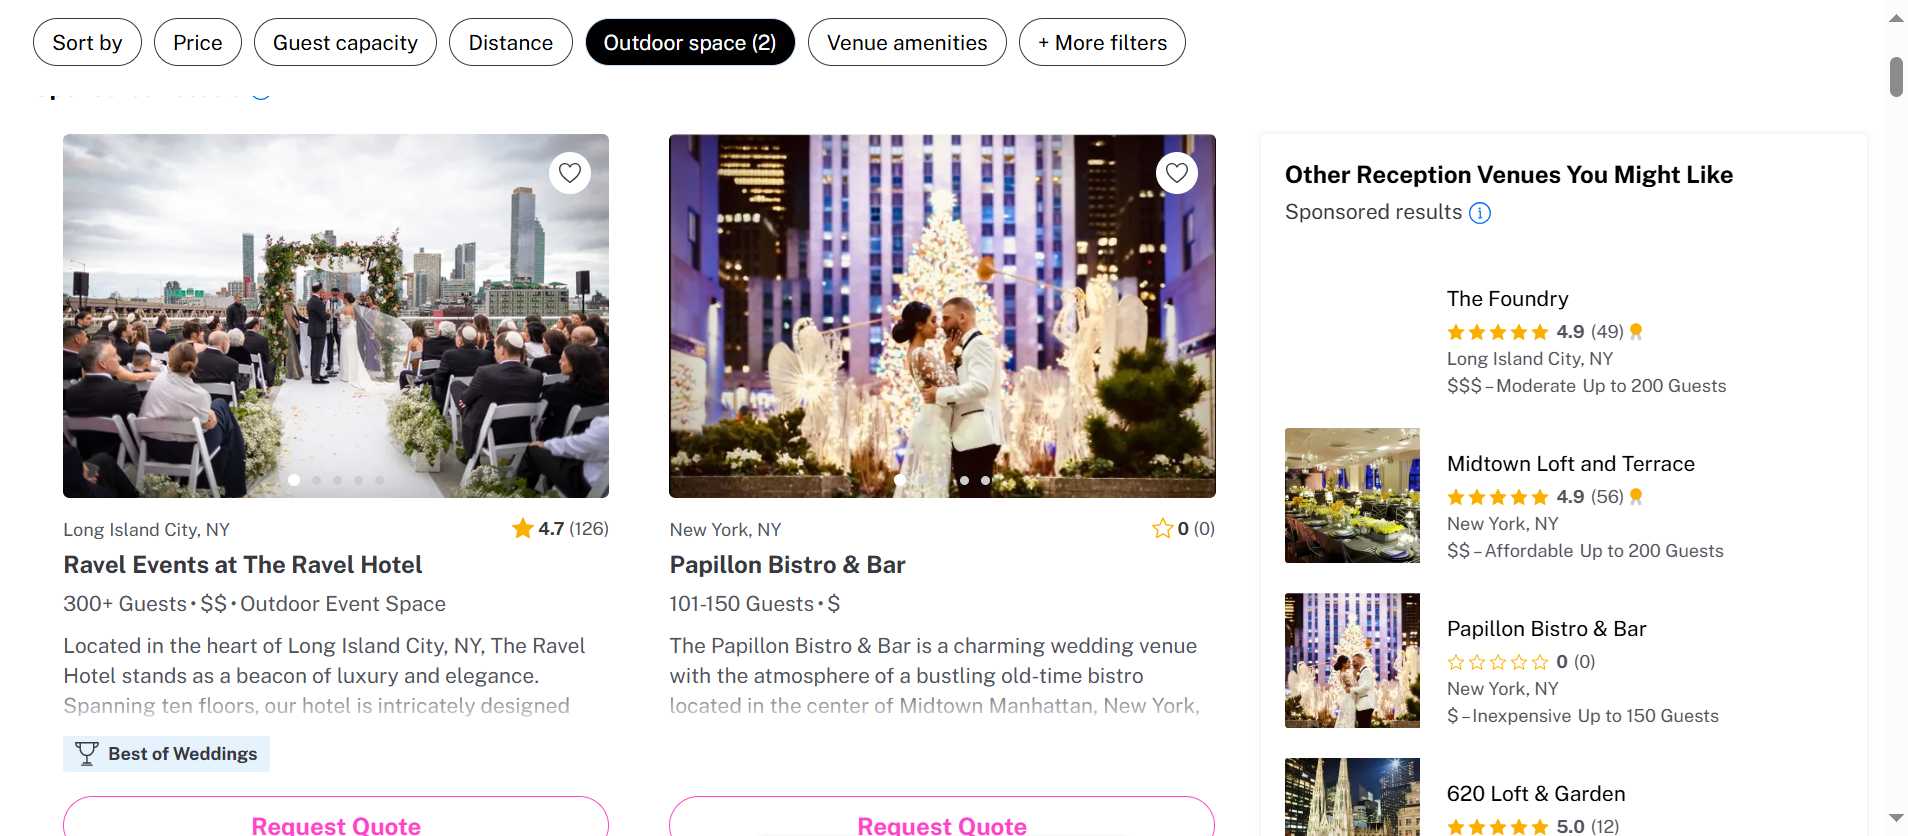 Sort by
Price
Guest capacity
Distance
Outdoor space (2)
Venue amenities
+ More filters
Long Island City, NY
4.7 (126)
Ravel Events at The Ravel Hotel
300+ Guests • $$ • Outdoor Event Space
Located in the heart of Long Island City, NY, The Ravel
Hotel stands as a beacon of luxury and elegance.
Spanning ten floors, our hotel is intricately designed
Best of Weddings
Request Quote
New York, NY
0 (0)
Papillon Bistro & Bar
101-150 Guests • $
The Papillon Bistro & Bar is a charming wedding venue
with the atmosphere of a bustling old-time bistro
located in the center of Midtown Manhattan, New York,
Request Quote
Other Reception Venues You Might Like
Sponsored results
The Foundry
4.9 (49)
Long Island City, NY
$$$ – Moderate Up to 200 Guests
Midtown Loft and Terrace
4.9 (56)
New York, NY
$$ – Affordable Up to 200 Guests
Papillon Bistro & Bar
0 (0)
New York, NY
$ – Inexpensive Up to 150 Guests
620 Loft & Garden
5.0 (12)